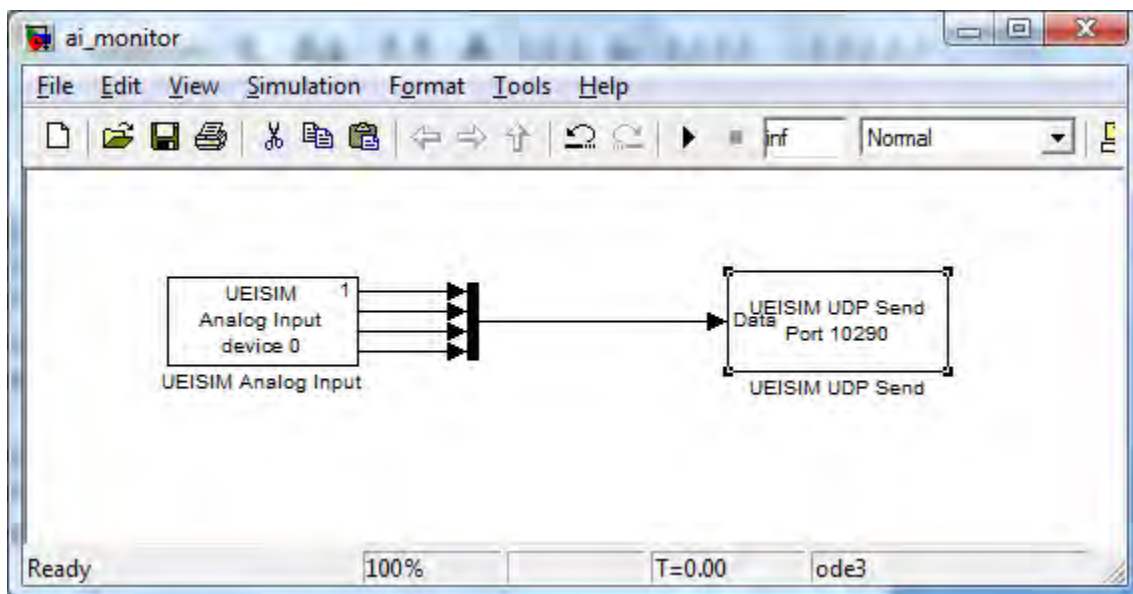 ai_monitor
File Edit View Simulation Format Tools Help
inf Normal
UEISIM 1
Analog Input
device 0
UEISIM Analog Input
Data
UEISIM UDP Send
Port 10290
UEISIM UDP Send
Ready 100% T=0.00 ode3